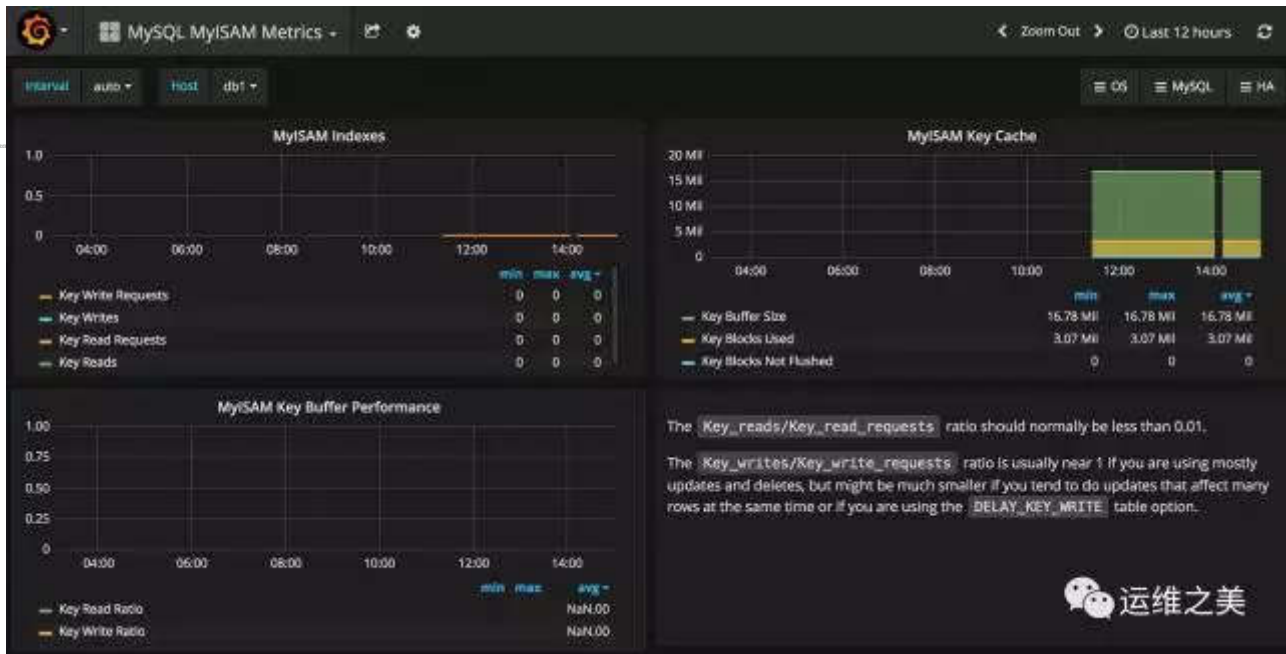 MySQL MyISAM Metrics
Zoom Out
Last 12 hours
Interval
auto
Host
db1
OS
MySQL
HA
MyISAM Indexes
1.0
0.5
0
04:00
06:00
08:00
10:00
12:00
14:00
min max avg
Key Write Requests 0 0 0
Key Writes 0 0 0
Key Read Requests 0 0 0
Key Reads 0 0 0
MyISAM Key Cache
20 Mil
15 Mil
10 Mil
5 Mil
0
04:00
06:00
08:00
10:00
12:00
14:00
min max avg
Key Buffer Size 16.78 Mil 16.78 Mil 16.78 Mil
Key Blocks Used 3.07 Mil 3.07 Mil 3.07 Mil
Key Blocks Not Flushed 0 0 0
MyISAM Key Buffer Performance
1.00
0.75
0.50
0.25
0
04:00
06:00
08:00
10:00
12:00
14:00
min max avg
Key Read Ratio NaN.00
Key Write Ratio NaN.00
The Key_reads/Key_read_requests ratio should normally be less than 0.01.
The Key_writes/Key_write_requests ratio is usually near 1 if you are using mostly
updates and deletes, but might be much smaller if you tend to do updates that affect many
rows at the same time or if you are using the DELAY_KEY_WRITE table option.
运维之美